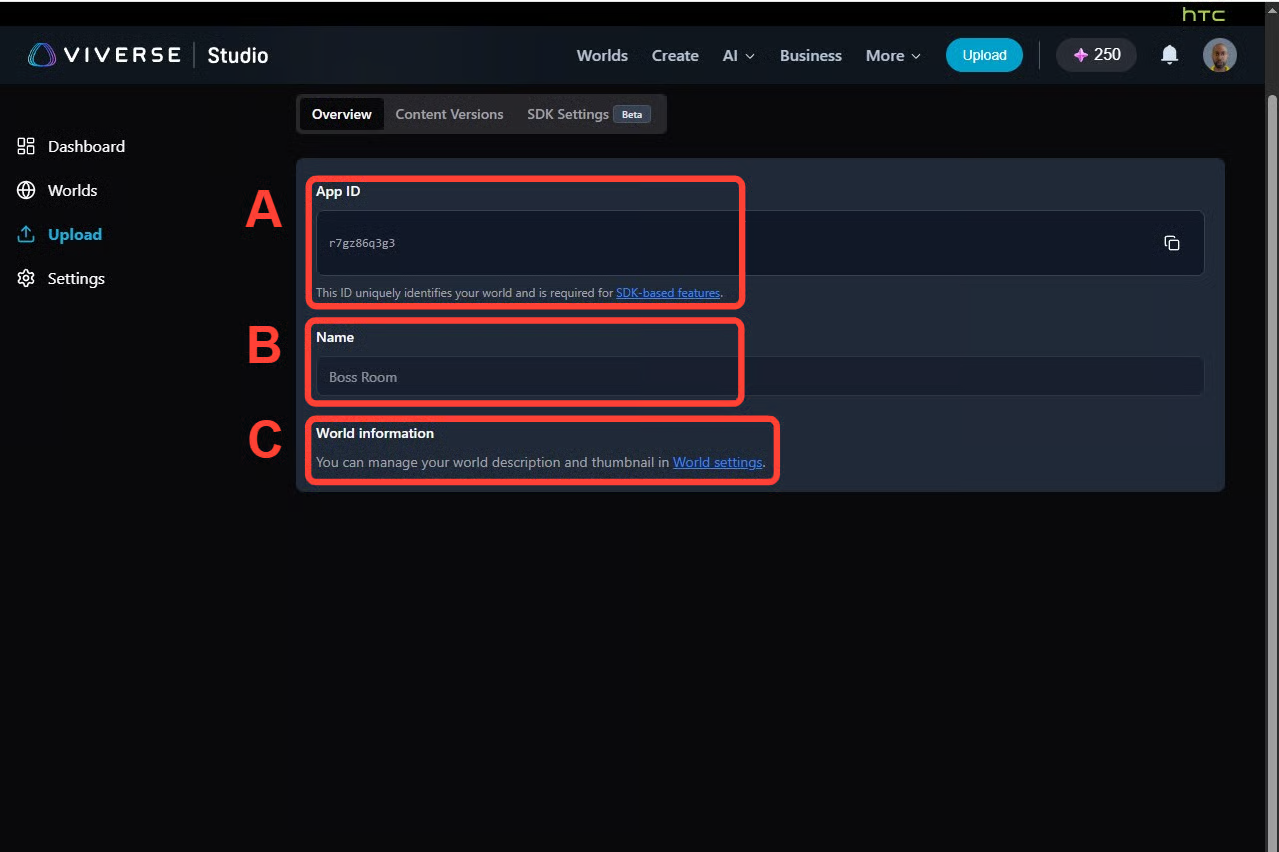 hTC
VIVERSE Studio Worlds Create AI Business More Upload 250
Overview Content Versions SDK Settings Beta
Dashboard
Worlds
Upload
Settings
A
App ID
r7gz86q3g3
This ID uniquely identifies your world and is required for SDK-based features.
B
Name
Boss Room
C
World information
You can manage your world description and thumbnail in World settings.